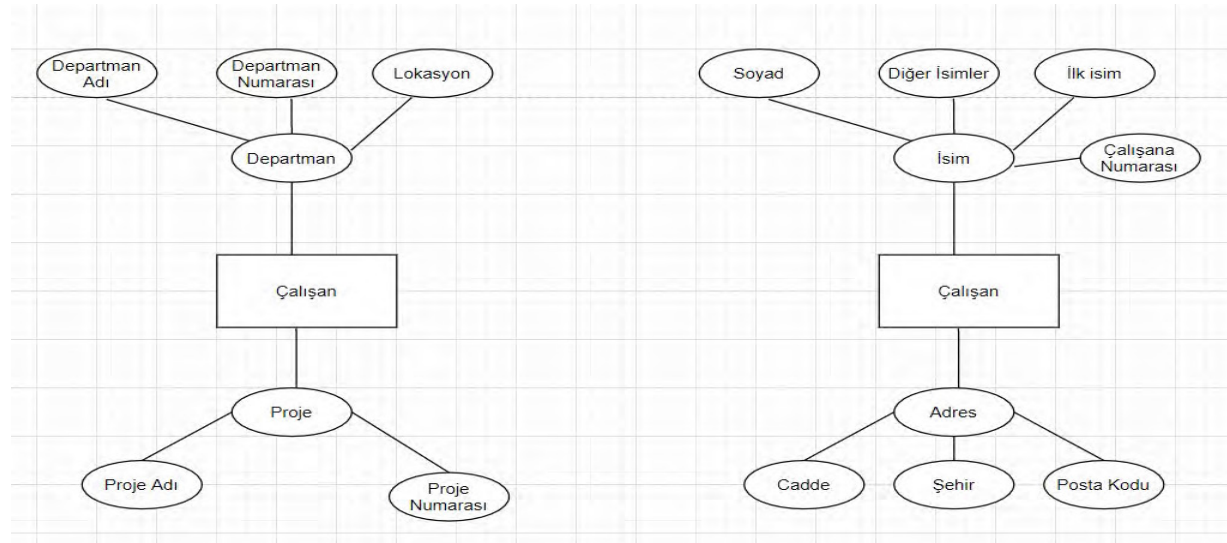 Departman
Adı
Departman
Numarası
Lokasyon
Departman
Çalışan
Proje
Proje Adı
Proje
Numarası
Soyad
Diğer İsimler
İlk isim
İsim
Çalışana
Numarası
Çalışan
Adres
Cadde
Şehir
Posta Kodu